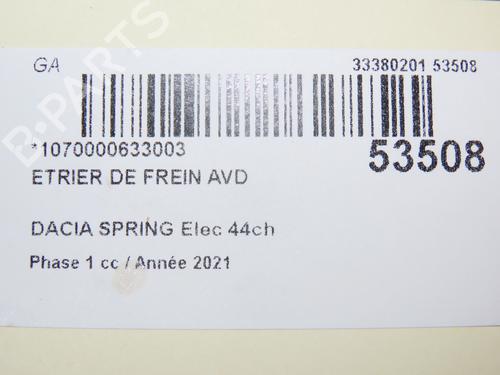 GA
33380201 53508
*1070000633003
53508
ETRIER DE FREIN AVD
DACIA SPRING Elec 44ch
Phase 1 cc / Année 2021
B-PARTS